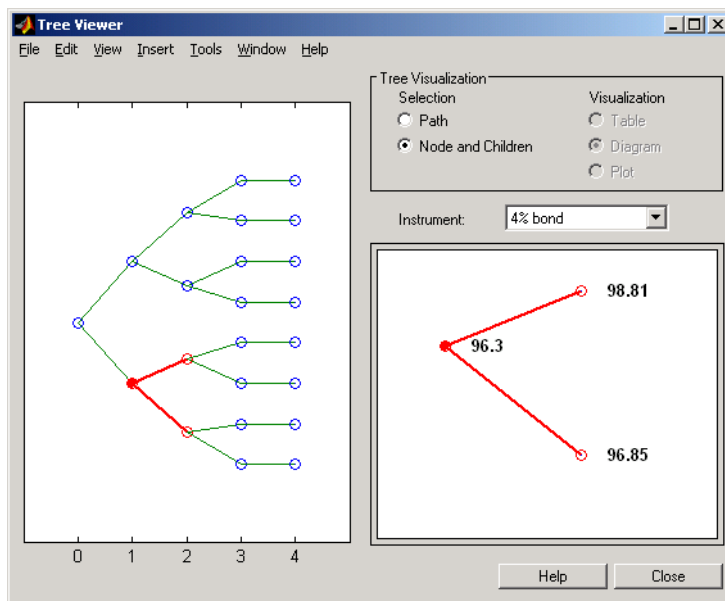 Tree Viewer
File Edit View Insert Tools Window Help
Tree Visualization
Selection
Visualization
Path
Table
Node and Children
Diagram
Plot
Instrument:
4% bond
98.81
96.3
96.85
0 1 2 3 4
Help
Close